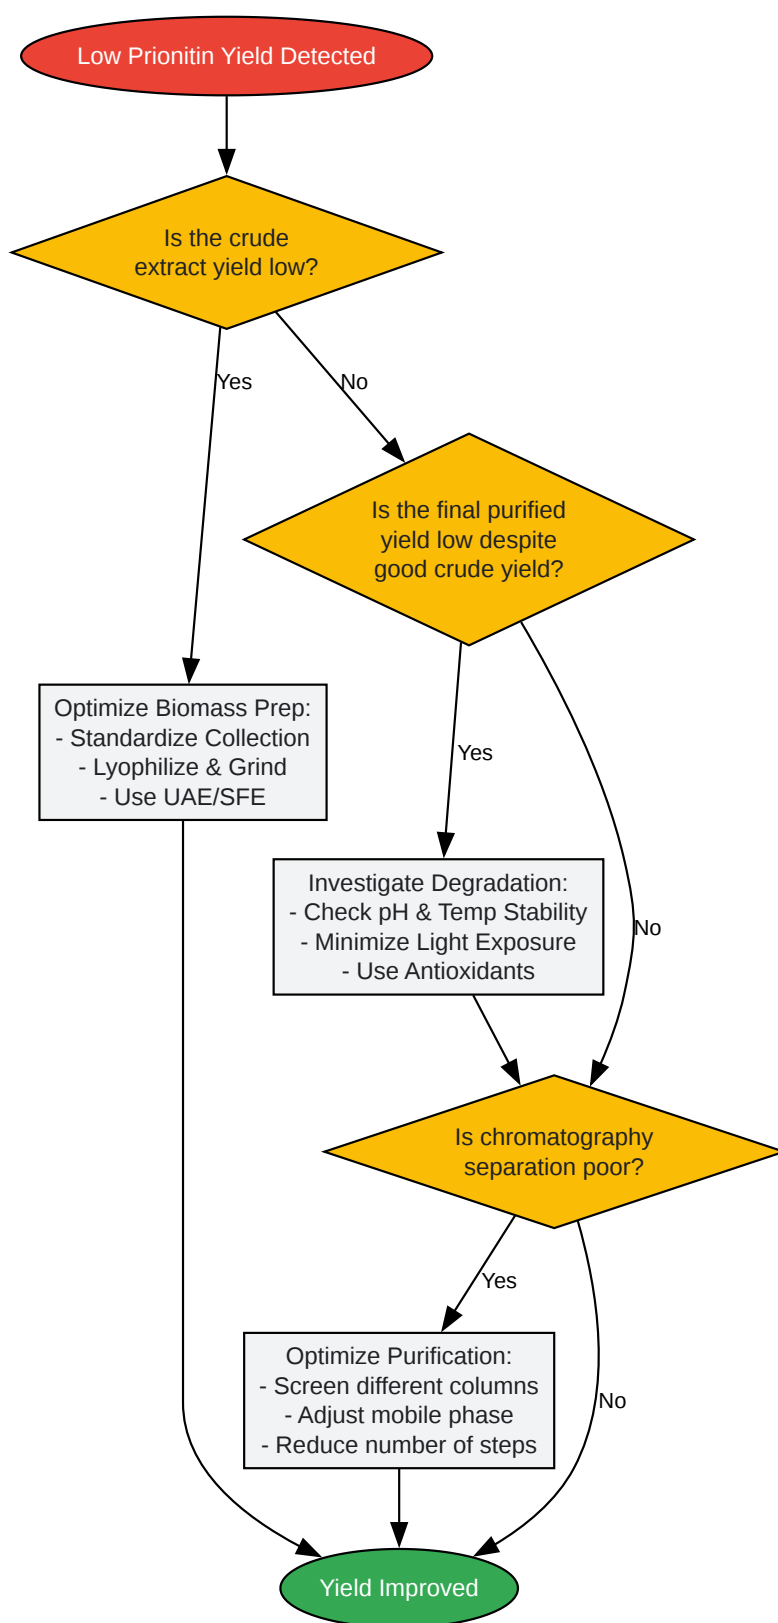 Low Prionitin Yield Detected
Is the crude
extract yield low?
Yes
No
Is the final purified
yield low despite
good crude yield?
Optimize Biomass Prep:
- Standardize Collection
- Lyophilize & Grind
- Use UAE/SFE
Yes
Investigate Degradation:
- Check pH & Temp Stability
- Minimize Light Exposure
- Use Antioxidants
No
Is chromatography
separation poor?
Yes
Optimize Purification:
- Screen different columns
- Adjust mobile phase
- Reduce number of steps
No
Yield Improved